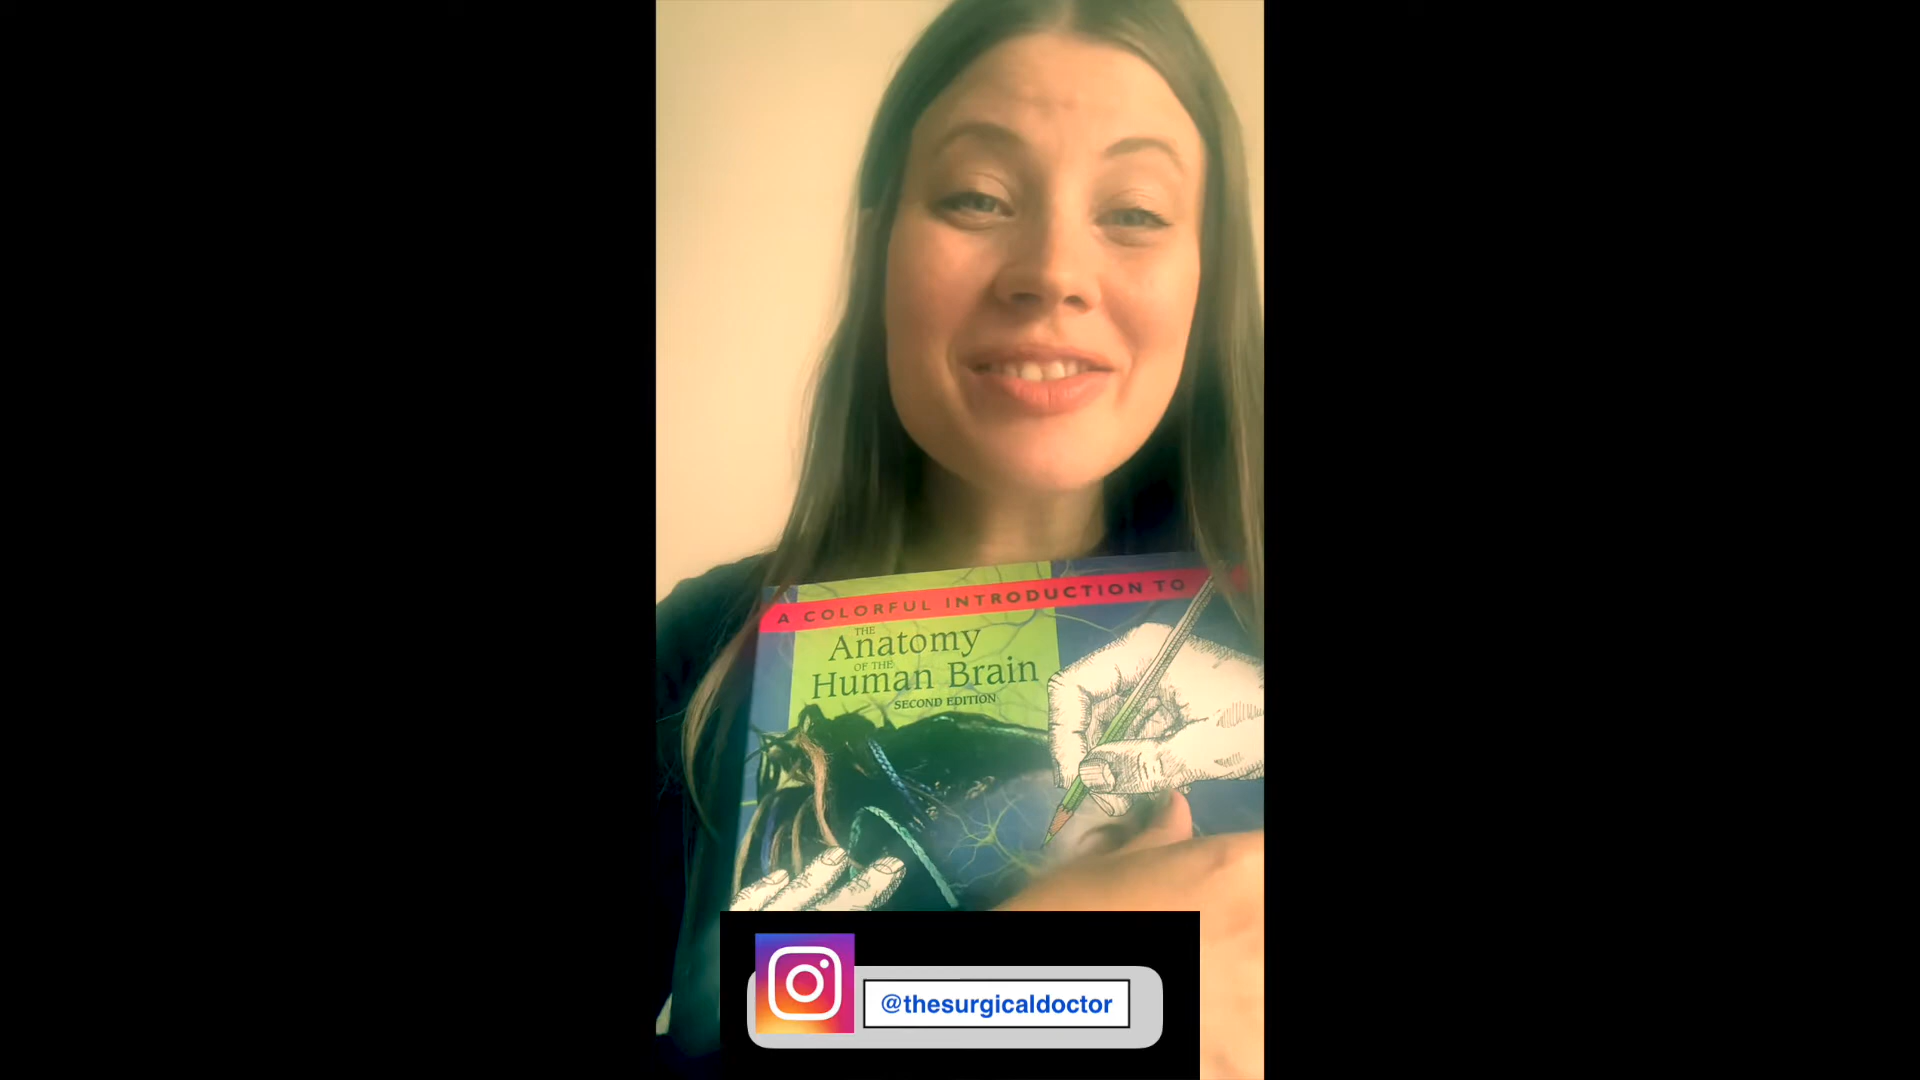 A COLORFUL INTRODUCTION TO
THE
Anatomy
OF THE
Human Brain
SECOND EDITION
@thesurgicaldoctor